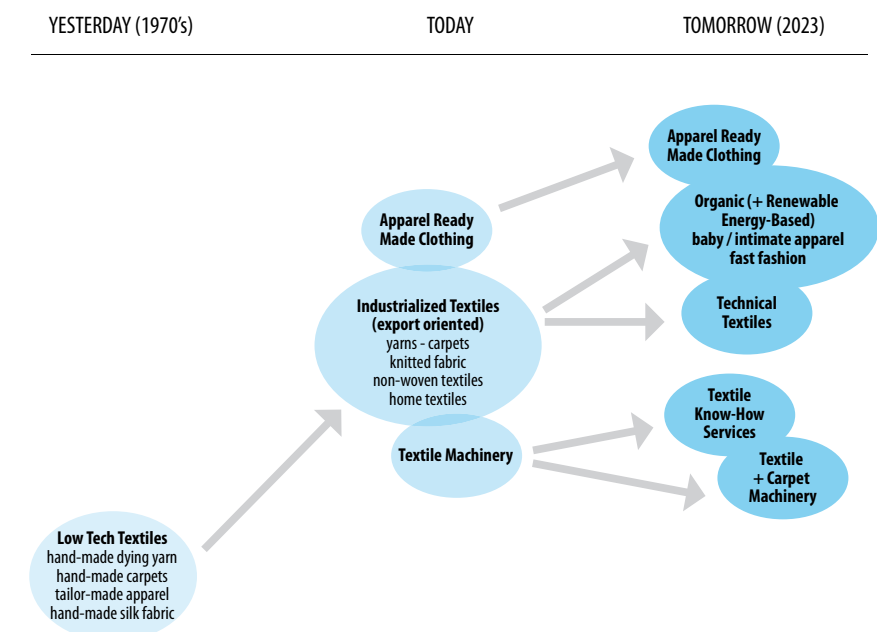 YESTERDAY (1970's)
TODAY
TOMORROW (2023)
Apparel Ready
Made Clothing
Organic (+ Renewable
Energy-Based)
baby / intimate apparel
fast fashion
Technical
Textiles
Apparel Ready
Made Clothing
Industrialized Textiles
(export oriented)
yarns - carpets
knitted fabric
non-woven textiles
home textiles
Textile Machinery
Textile
Know-How
Services
Textile
+ Carpet
Machinery
Low Tech Textiles
hand-made dying yarn
hand-made carpets
tailor-made apparel
hand-made silk fabric